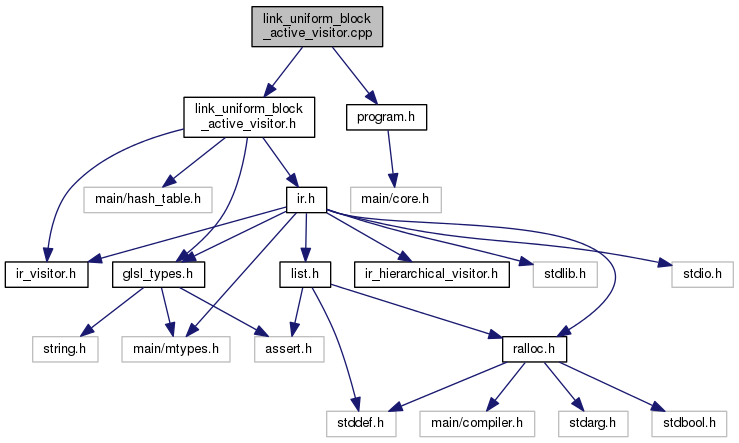 link_uniform_block
_active_visitor.cpp
link_uniform_block
_active_visitor.h
program.h
main/hash_table.h
ir.h
main/core.h
ir_visitor.h
glsl_types.h
list.h
ir_hierarchical_visitor.h
stdlib.h
stdio.h
string.h
main/mtypes.h
assert.h
ralloc.h
stddef.h
main/compiler.h
stdarg.h
stdbool.h